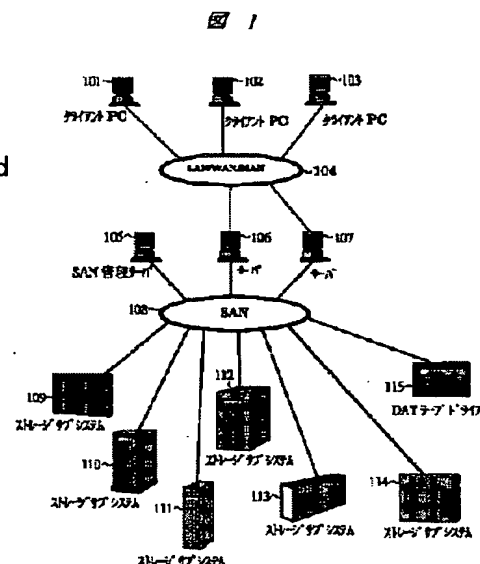 図 1
101
102
103
クライアント PC
クライアント PC
クライアント PC
d
LAN/WAN/MAN
104
105
106
107
SAN 管理サーバ
サーバ
サーバ
108
SAN
109
ストレージサブシステム
110
ストレージサブシステム
111
ストレージサブシステム
112
ストレージサブシステム
113
ストレージサブシステム
114
ストレージサブシステム
115
DATテープドライブ